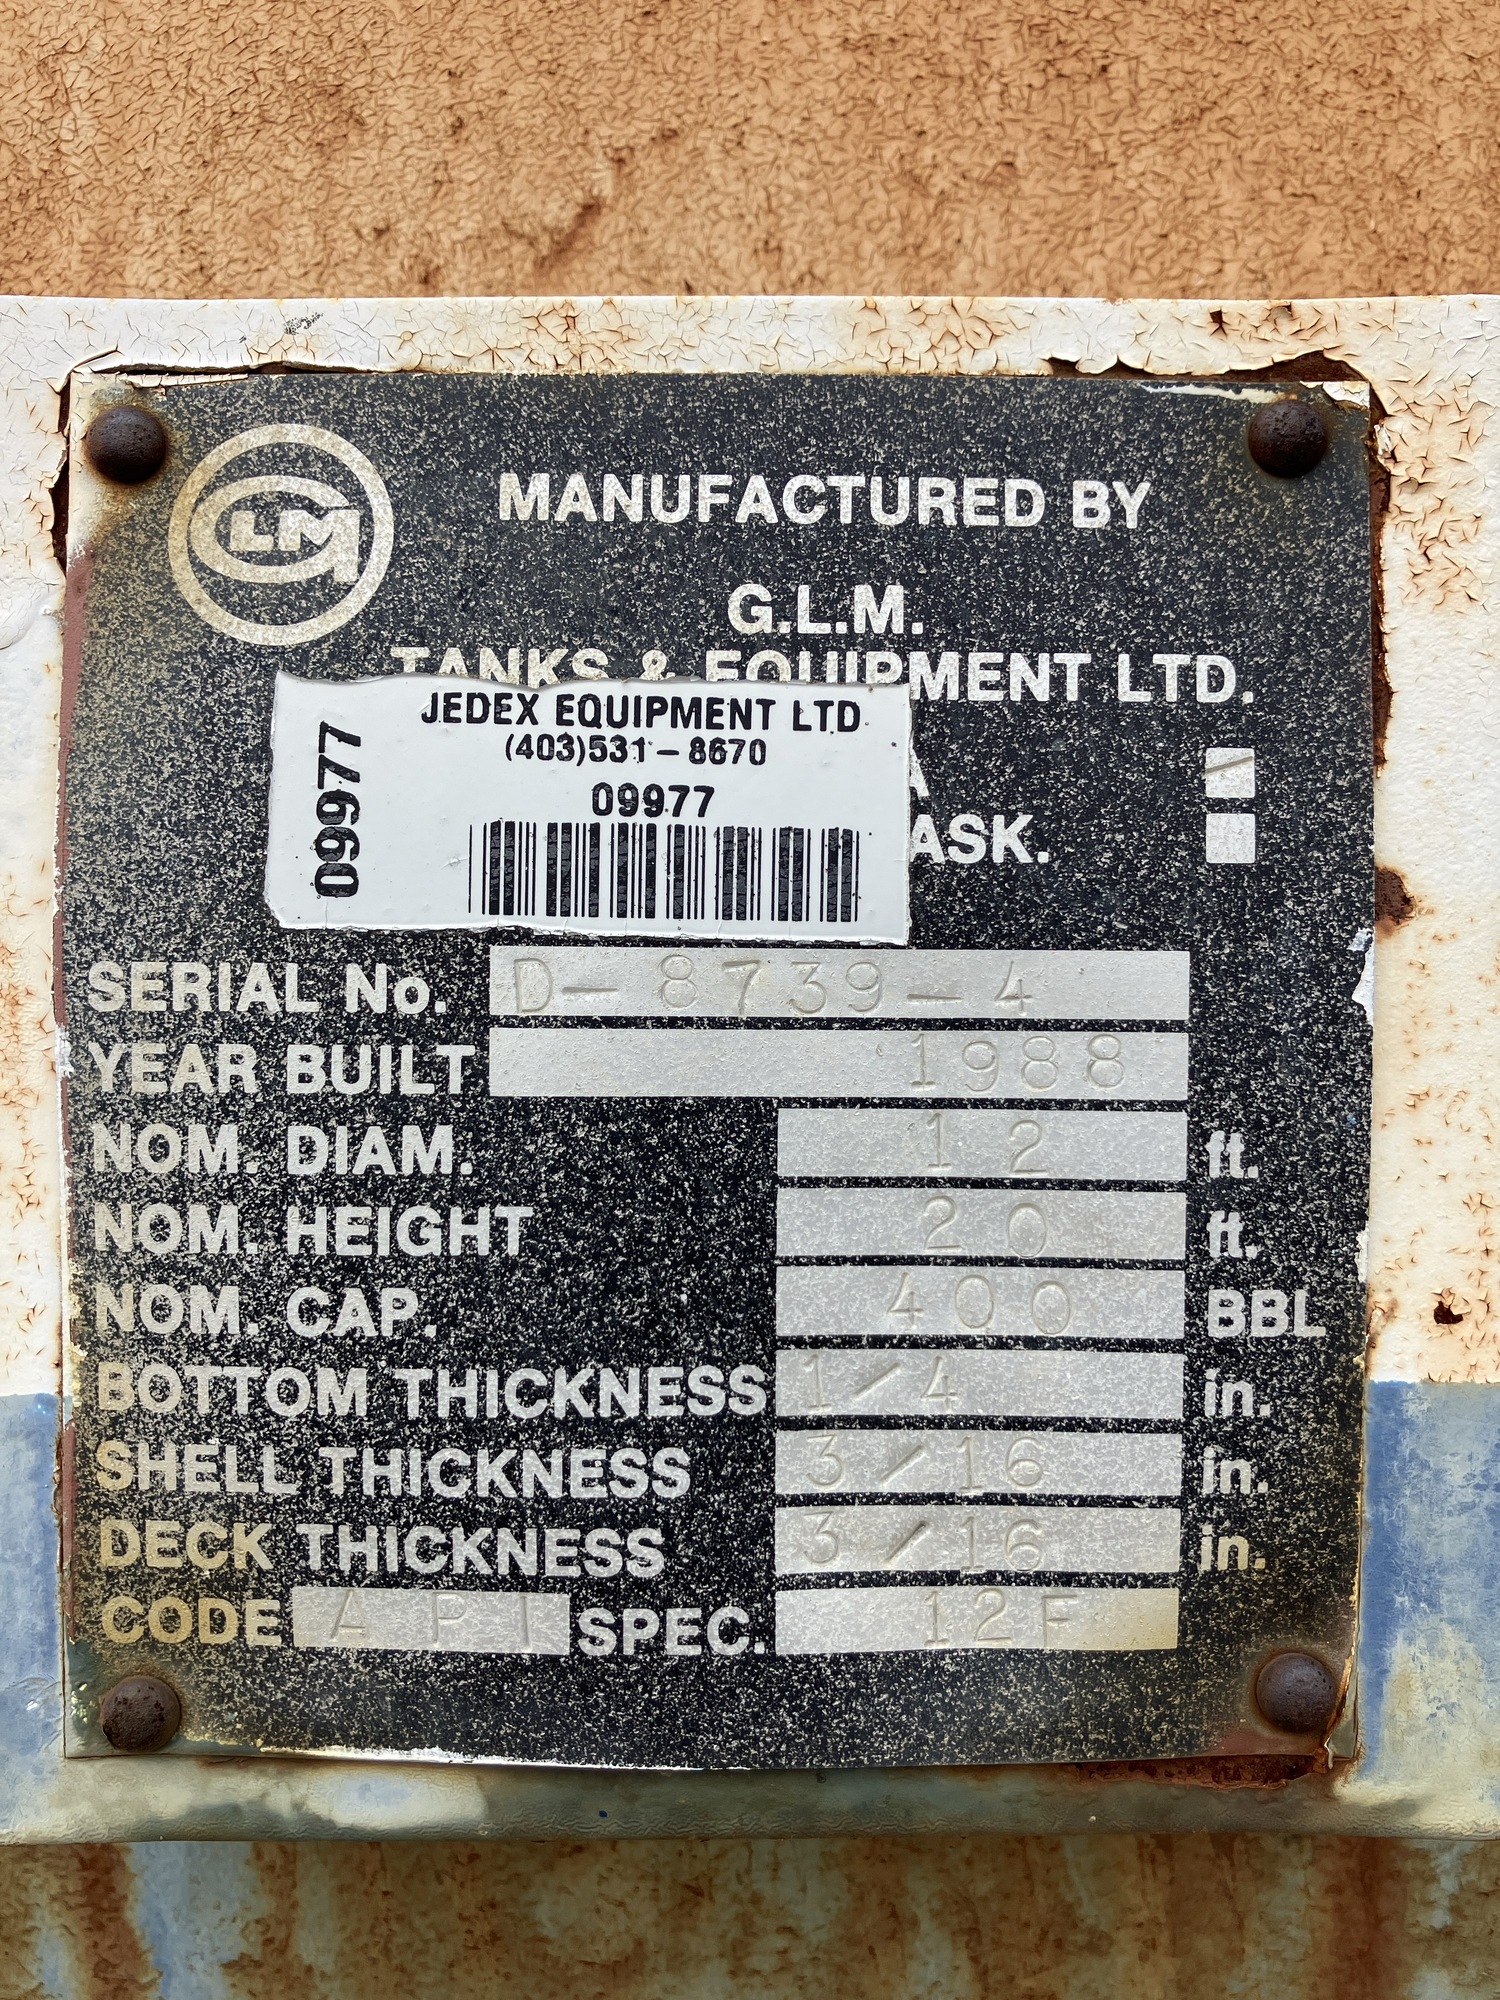 GLM
MANUFACTURED BY
G.L.M.
TANKS & EQUIPMENT LTD.
JEDEX EQUIPMENT LTD
(403)531-8670
09977
09977
ASK.
SERIAL No. D-8739-4
YEAR BUILT 1988
NOM. DIAM. 12 ft.
NOM. HEIGHT 20 ft.
NOM. CAP. 400 BBL
BOTTOM THICKNESS 1/4 in.
SHELL THICKNESS 3/16 in.
DECK THICKNESS 3/16 in.
CODE API SPEC. 12F